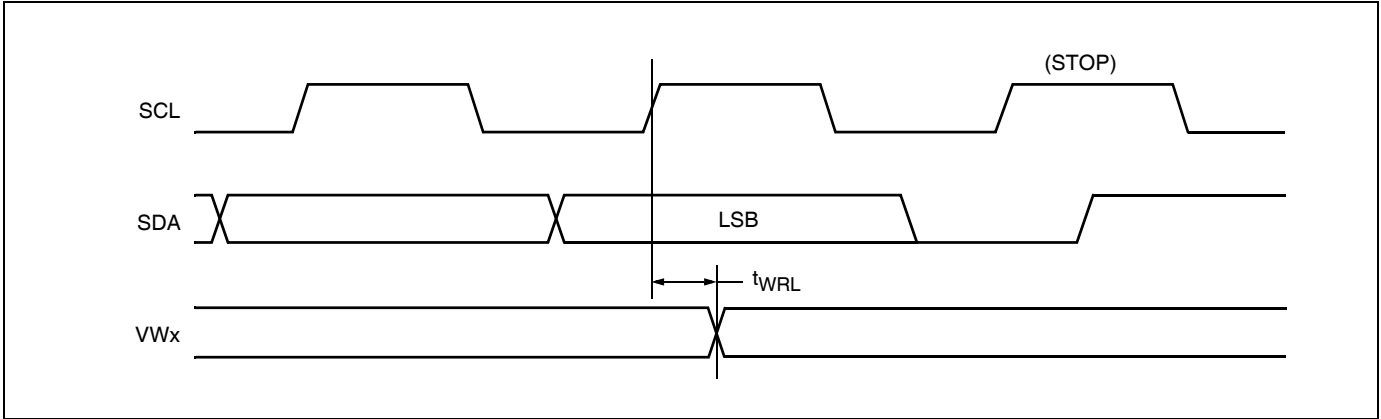 (STOP)
SCL
SDA
LSB
tWRL
VWx